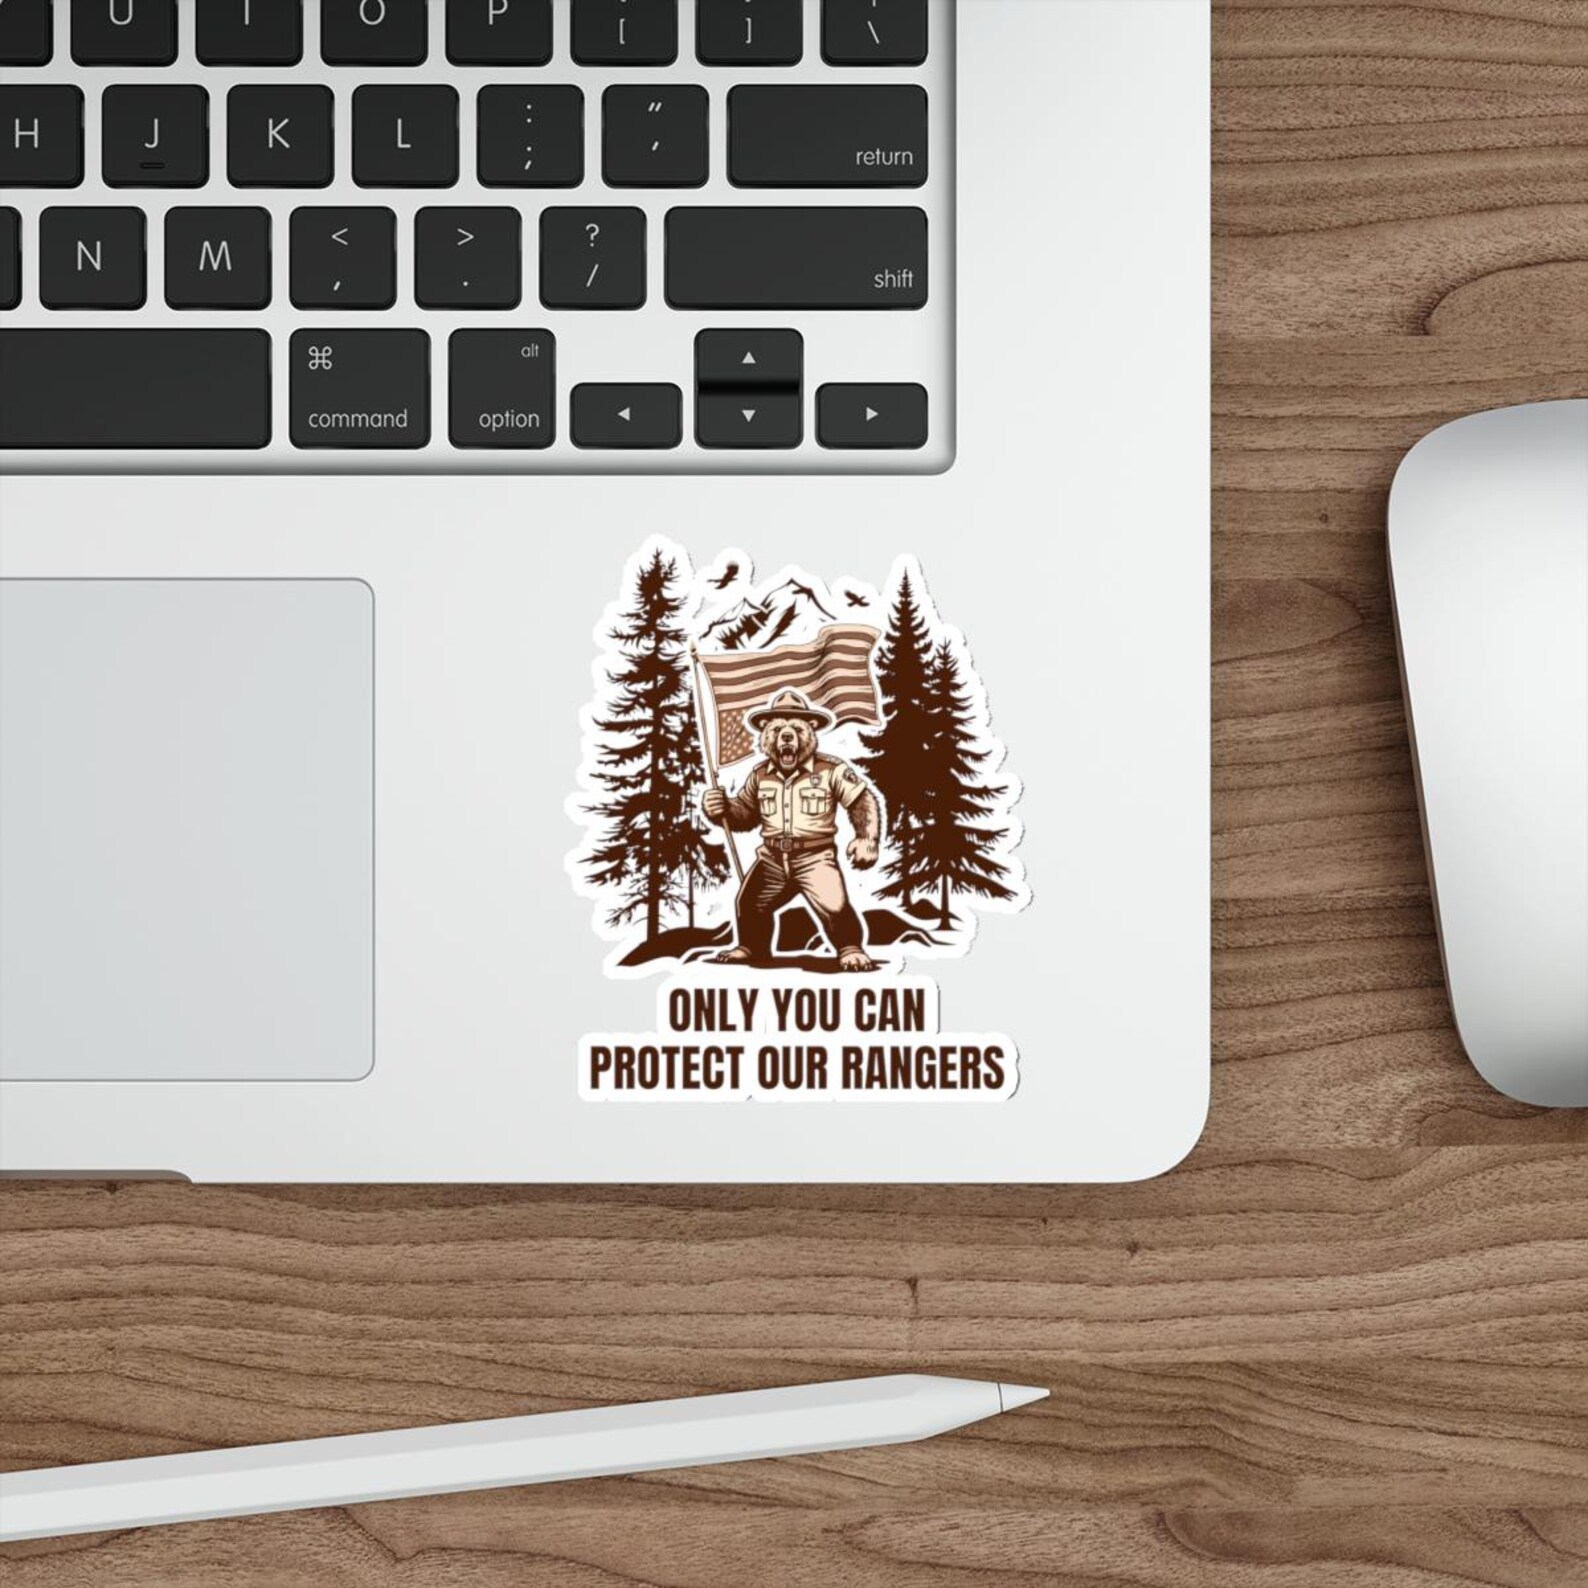 U I O P { [ } ] | \
H J K L : ; " , return
N M < , > . ? / shift
⌘ alt
command option
ONLY YOU CAN
PROTECT OUR RANGERS